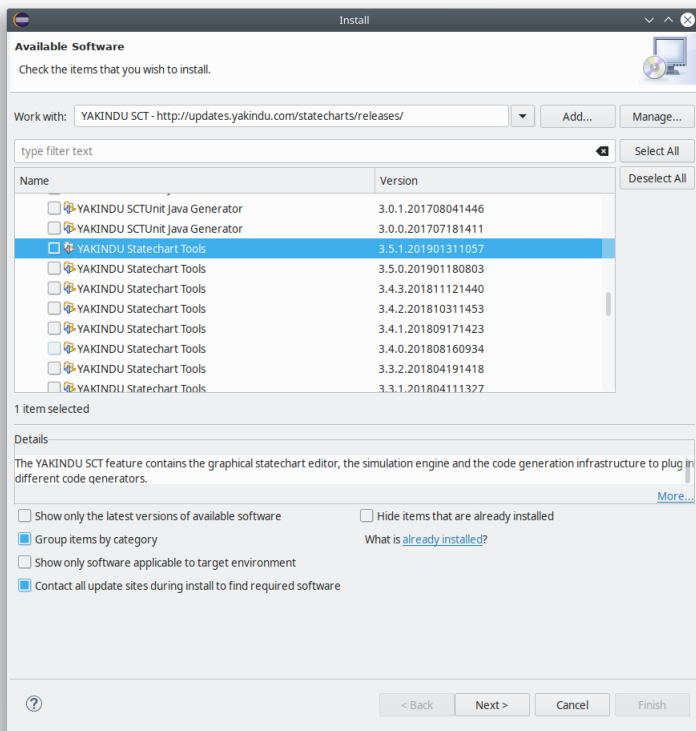 Install
Available Software
Check the items that you wish to install.
Work with: YAKINDU SCT - http://updates.yakindu.com/statecharts/releases/ Add... Manage...
type filter text Select All
Name Version Deselect All
YAKINDU SCTUnit Java Generator 3.0.1.201708041446
YAKINDU SCTUnit Java Generator 3.0.0.201707181411
YAKINDU Statechart Tools 3.5.1.201901311057
YAKINDU Statechart Tools 3.5.0.201901180803
YAKINDU Statechart Tools 3.4.3.201811121440
YAKINDU Statechart Tools 3.4.2.201810311453
YAKINDU Statechart Tools 3.4.1.201809171423
YAKINDU Statechart Tools 3.4.0.201808160934
YAKINDU Statechart Tools 3.3.2.201804191418
YAKINDU Statechart Tools 3.3.1.201804111327
1 item selected
Details
The YAKINDU SCT feature contains the graphical statechart editor, the simulation engine and the code generation infrastructure to plug in
different code generators.
More...
Show only the latest versions of available software Hide items that are already installed
Group items by category What is already installed?
Show only software applicable to target environment
Contact all update sites during install to find required software
? < Back Next > Cancel Finish